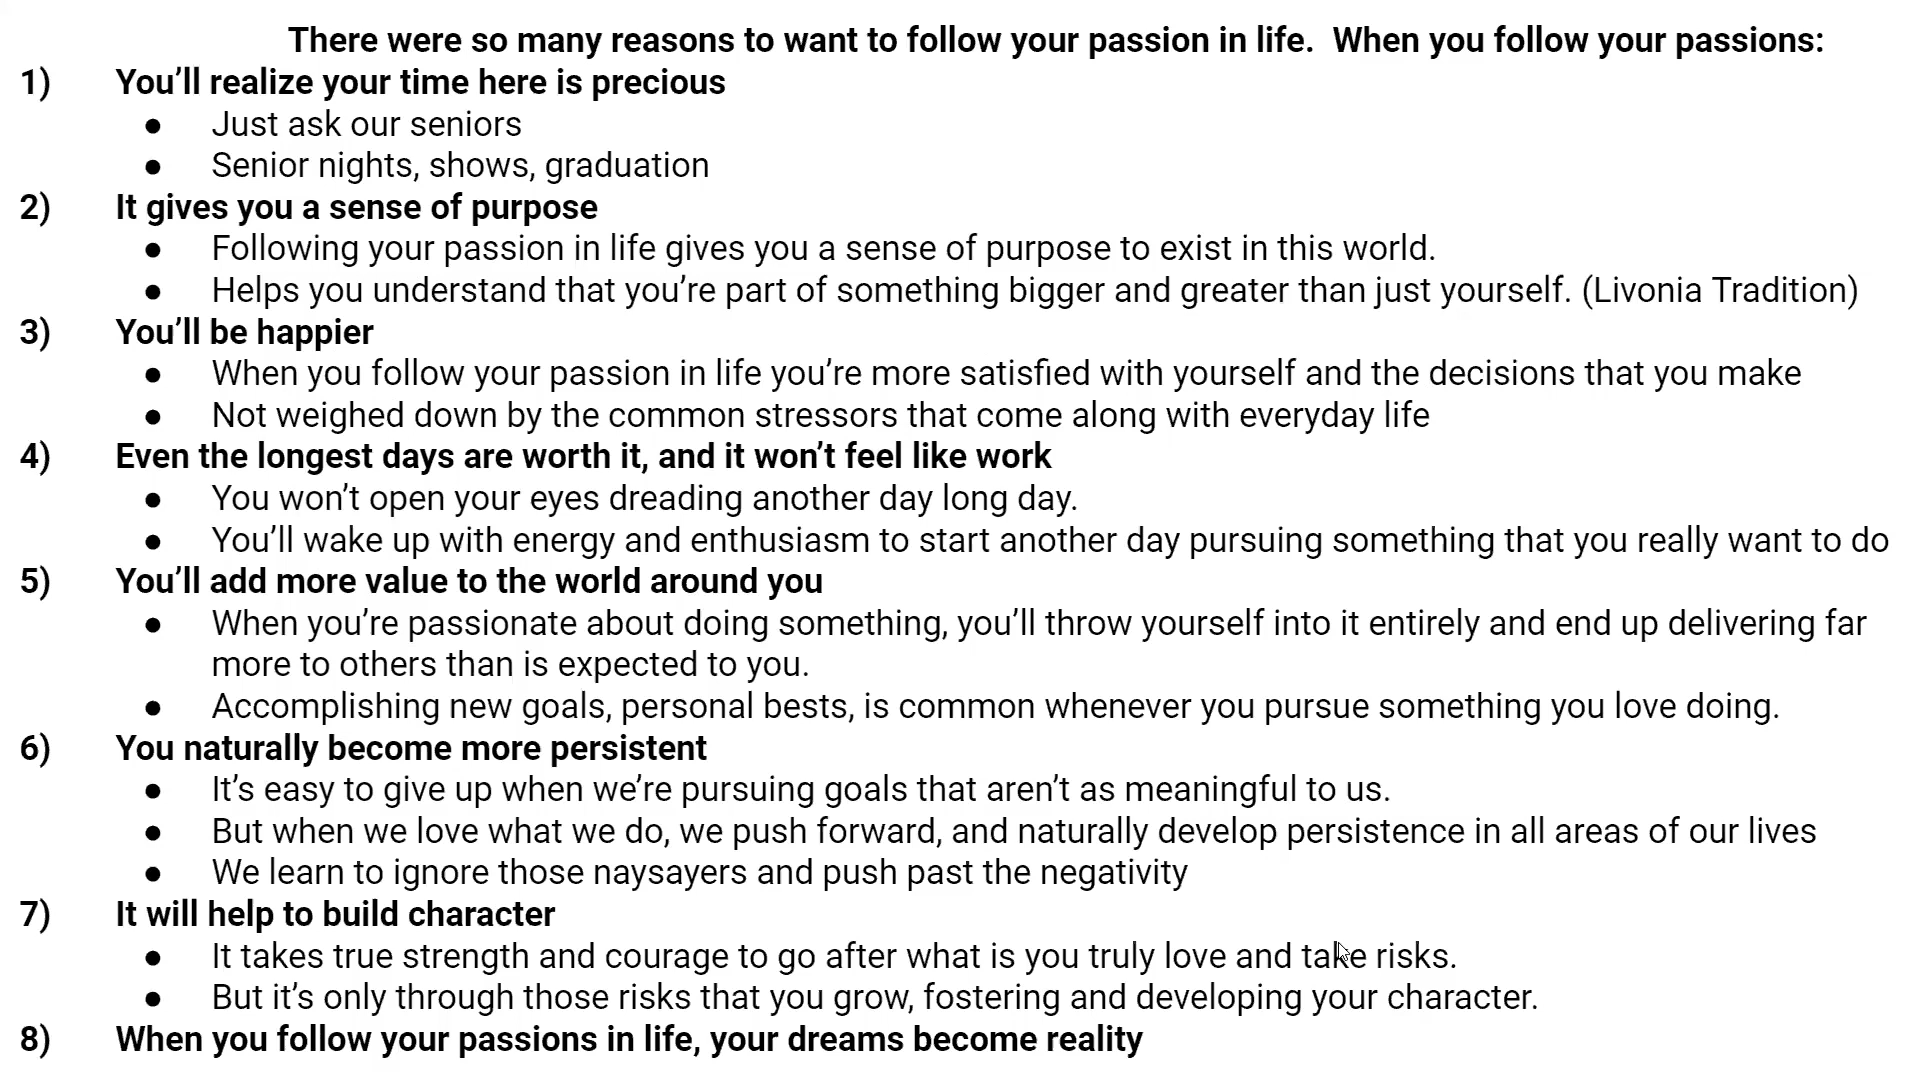 There were so many reasons to want to follow your passion in life.  When you follow your passions:
1) You’ll realize your time here is precious
● Just ask our seniors
● Senior nights, shows, graduation
2) It gives you a sense of purpose
● Following your passion in life gives you a sense of purpose to exist in this world.
● Helps you understand that you’re part of something bigger and greater than just yourself. (Livonia Tradition)
3) You’ll be happier
● When you follow your passion in life you’re more satisfied with yourself and the decisions that you make
● Not weighed down by the common stressors that come along with everyday life
4) Even the longest days are worth it, and it won’t feel like work
● You won’t open your eyes dreading another day long day.
● You’ll wake up with energy and enthusiasm to start another day pursuing something that you really want to do
5) You’ll add more value to the world around you
● When you’re passionate about doing something, you’ll throw yourself into it entirely and end up delivering far
more to others than is expected to you.
● Accomplishing new goals, personal bests, is common whenever you pursue something you love doing.
6) You naturally become more persistent
● It’s easy to give up when we’re pursuing goals that aren’t as meaningful to us.
● But when we love what we do, we push forward, and naturally develop persistence in all areas of our lives
● We learn to ignore those naysayers and push past the negativity
7) It will help to build character
● It takes true strength and courage to go after what is you truly love and take risks.
● But it’s only through those risks that you grow, fostering and developing your character.
8) When you follow your passions in life, your dreams become reality